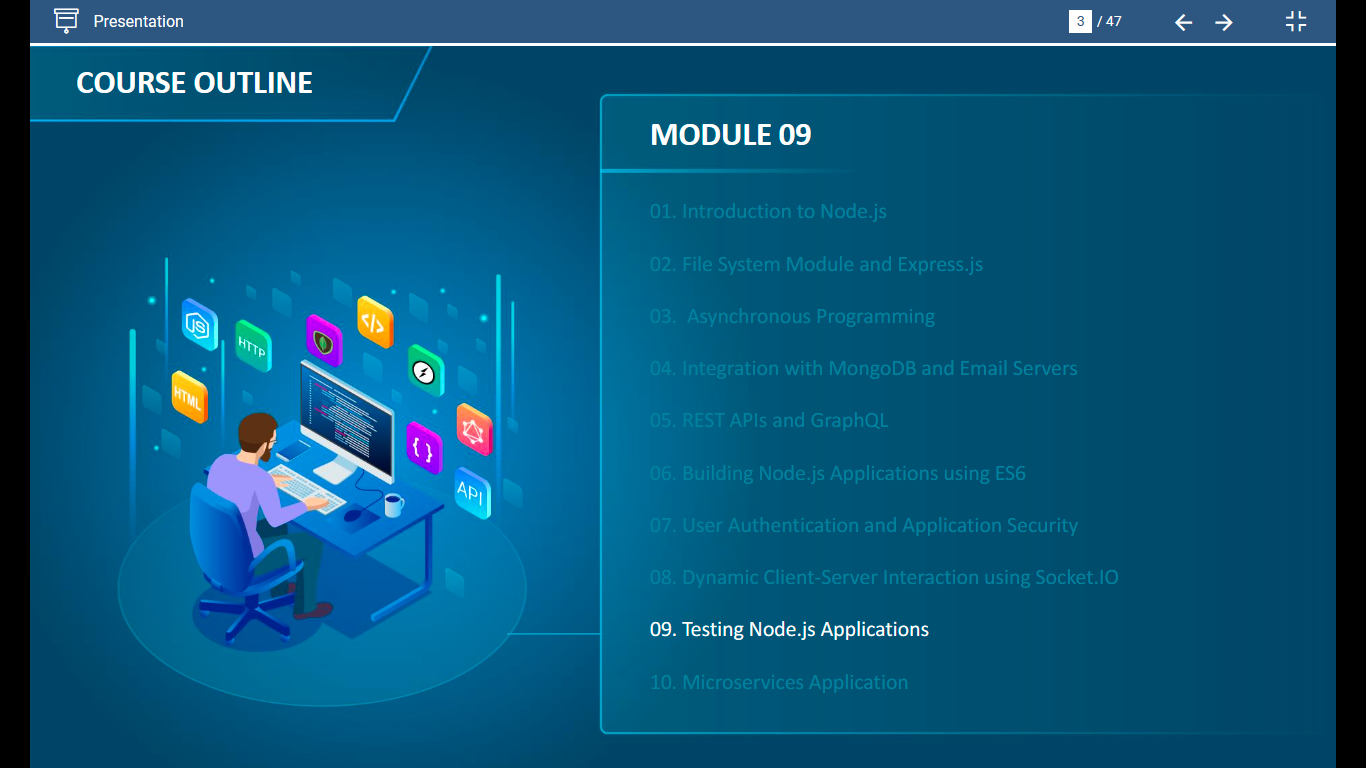 Presentation
3 / 47
COURSE OUTLINE
MODULE 09
01. Introduction to Node.js
02. File System Module and Express.js
03. Asynchronous Programming
04. Integration with MongoDB and Email Servers
05. REST APIs and GraphQL
06. Building Node.js Applications using ES6
07. User Authentication and Application Security
08. Dynamic Client-Server Interaction using Socket.IO
09. Testing Node.js Applications
10. Microservices Application
JS
HTTP
</>
HTML
{ }
API